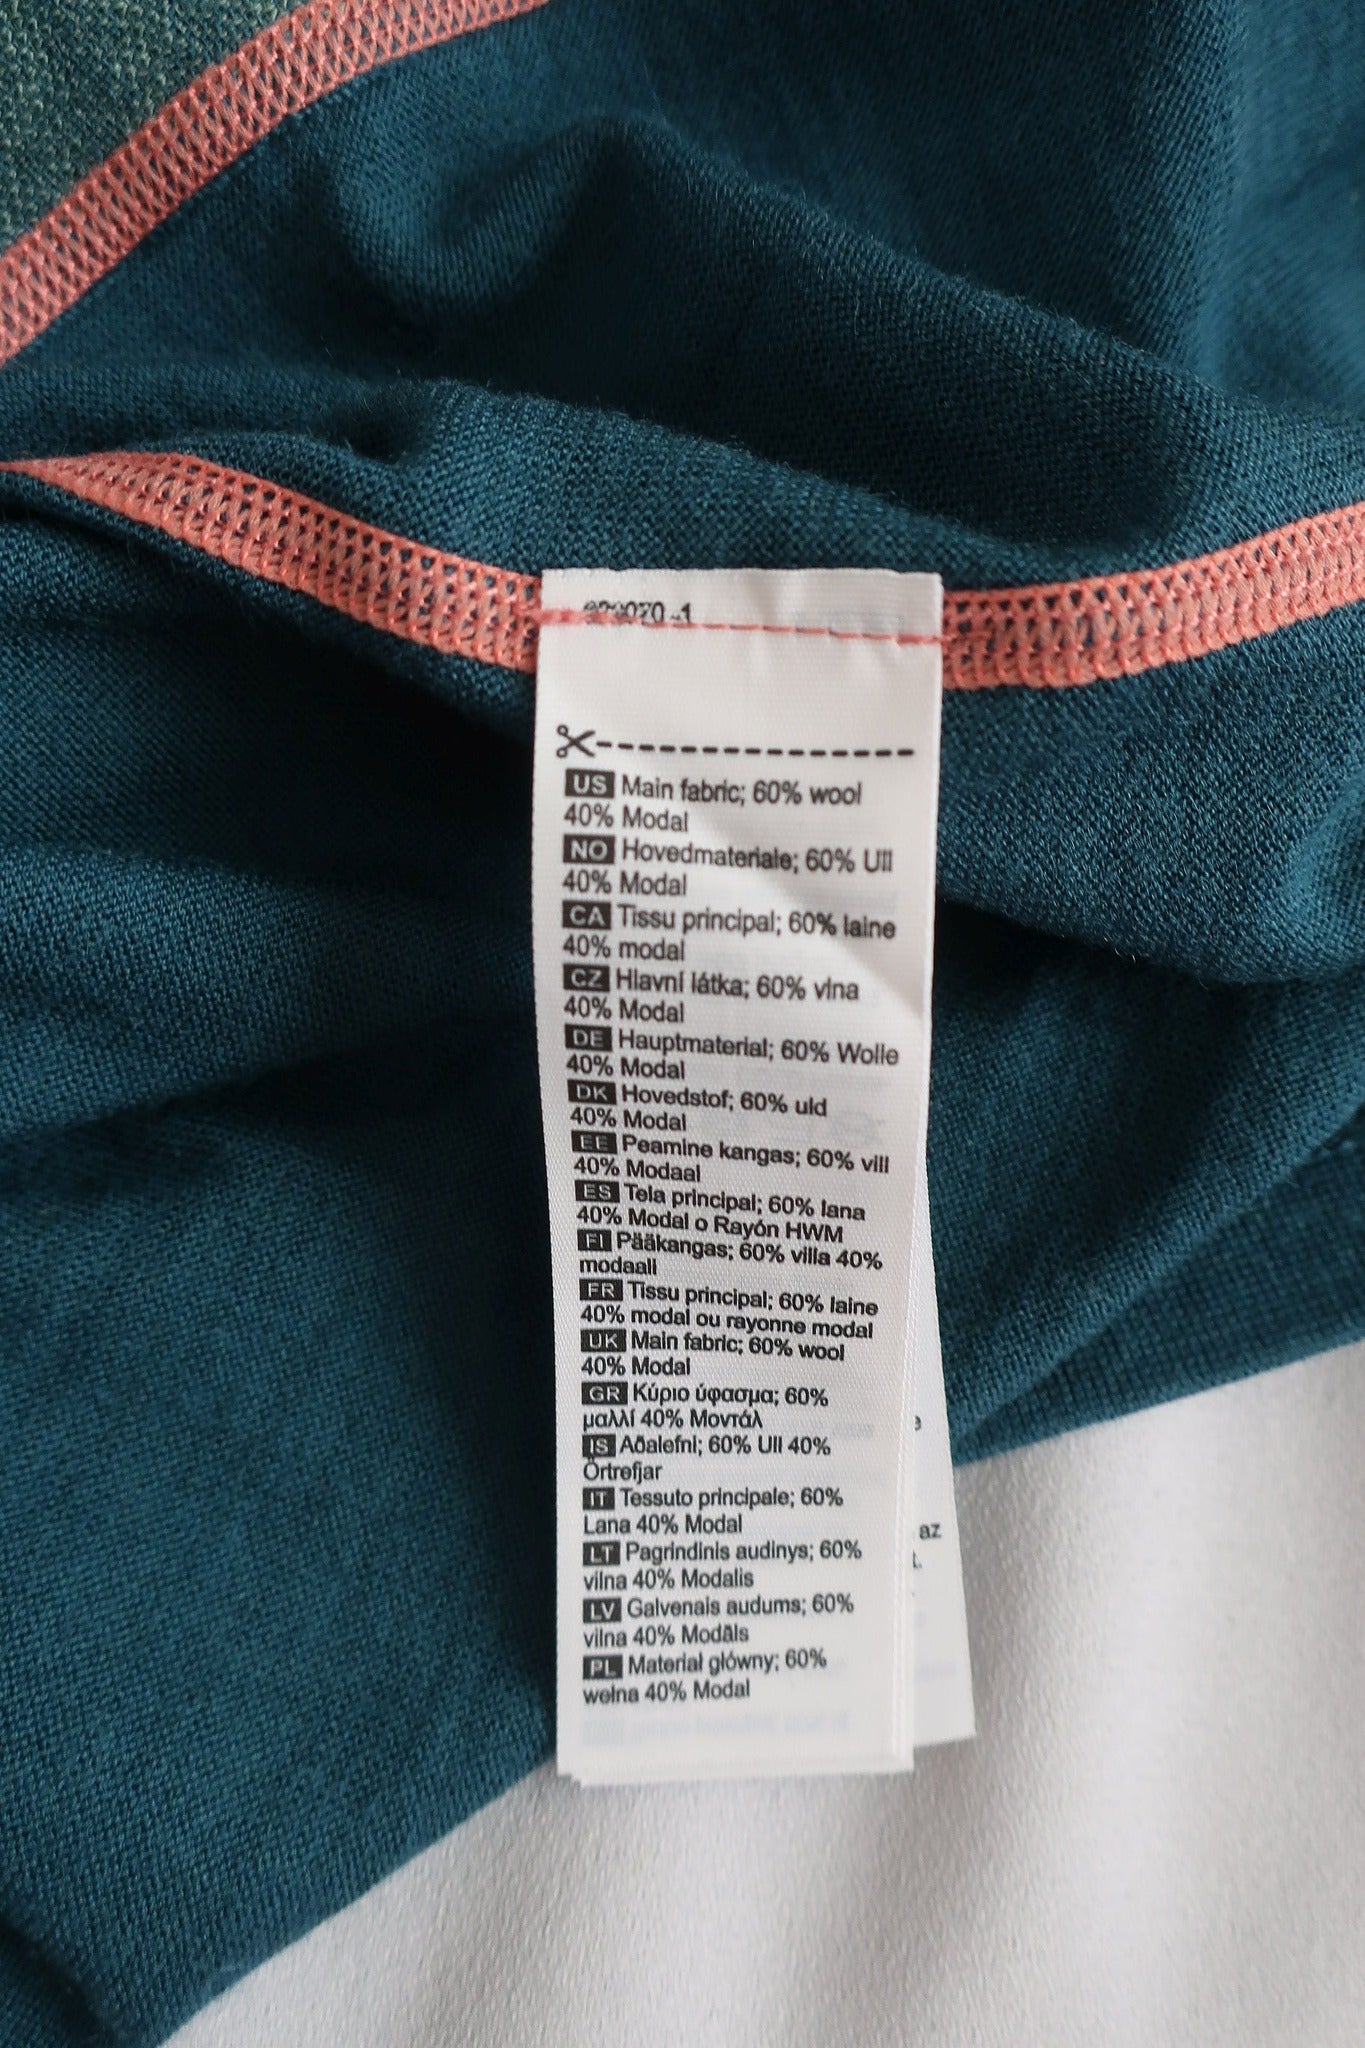 US Main fabric; 60% wool
40% Modal
NO Hovedmateriale; 60% Ull
40% Modal
CA Tissu principal; 60% laine
40% modal
CZ Hlavní látka; 60% vlna
40% Modal
DE Hauptmaterial; 60% Wolle
40% Modal
DK Hovedstof; 60% uld
40% Modal
EE Peamine kangas; 60% vill
40% Modaal
ES Tela principal; 60% lana
40% Modal o Rayón HWM
FI Pääkangas; 60% villa 40%
modaali
FR Tissu principal; 60% laine
40% modal ou rayonne modal
UK Main fabric; 60% wool
40% Modal
GR Κύριο ύφασμα; 60%
μαλλί 40% Μοντάλ
IS Aðalefni; 60% Ull 40%
Örtrefjar
IT Tessuto principale; 60%
Lana 40% Modal
LT Pagrindinis audinys; 60%
vilna 40% Modalis
LV Galvenais audums; 60%
vilna 40% Modāls
PL Materiał główny; 60%
wełna 40% Modal
az